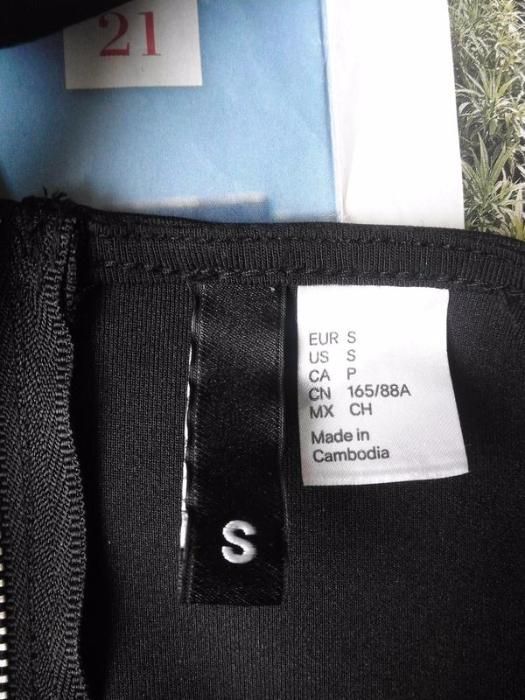 21
EUR S
US S
CA P
CN 165/88A
MX CH
Made in
Cambodia
S